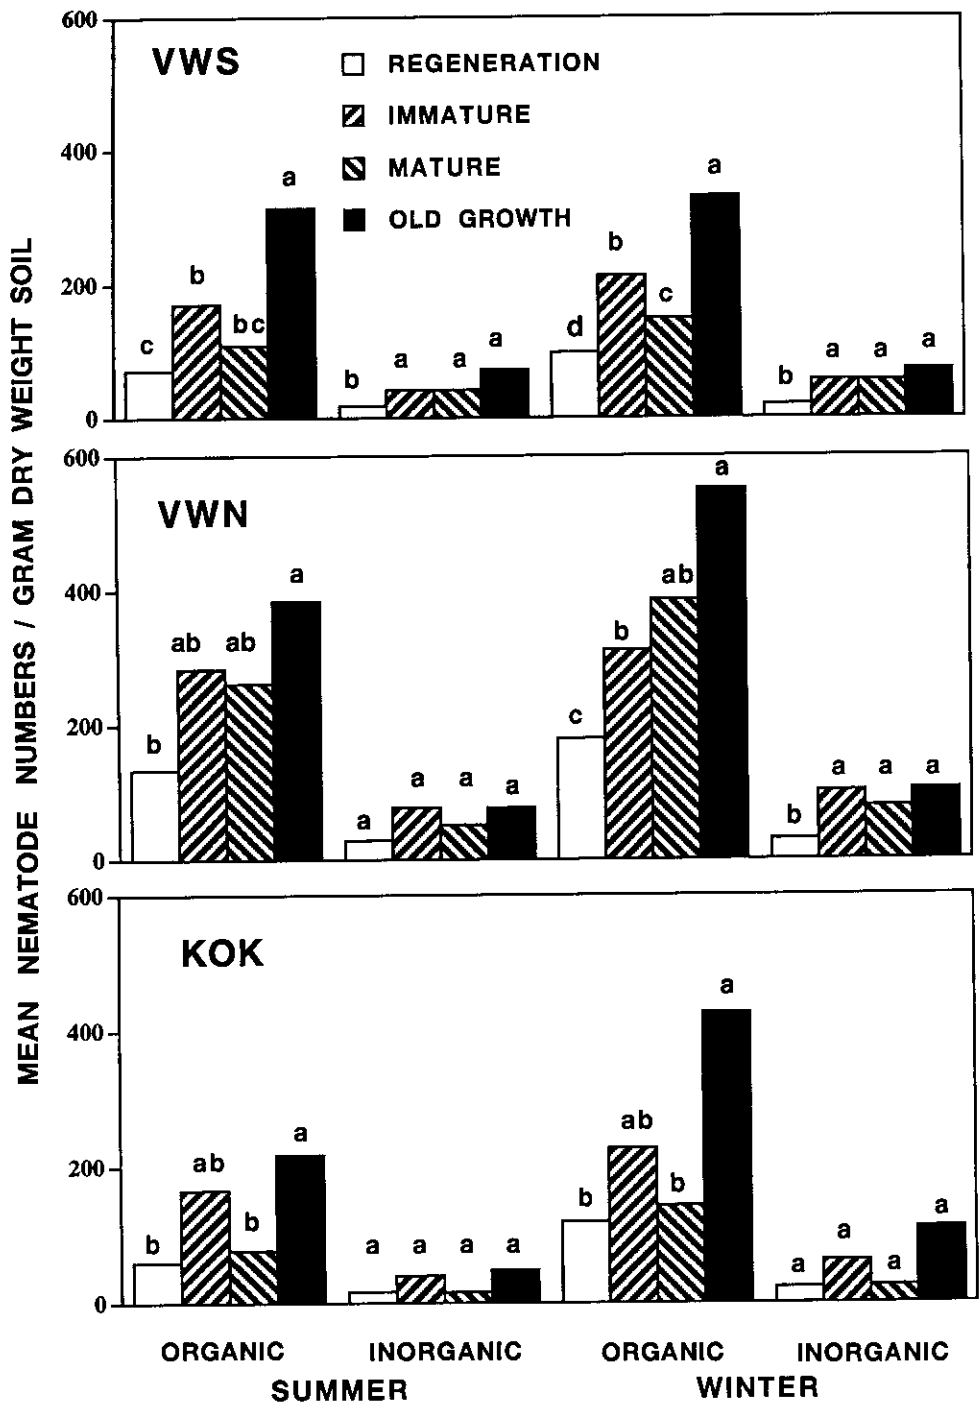 MEAN NEMATODE NUMBERS / GRAM DRY WEIGHT SOIL
600
400
200
0
VWS
REGENERATION
IMMATURE
MATURE
OLD GROWTH
c
b
bc
a
b
a
a
a
d
b
c
a
b
a
a
a
600
400
200
0
VWN
b
ab
ab
a
a
a
a
a
c
b
ab
a
b
a
a
a
600
400
200
0
KOK
b
ab
b
a
a
a
a
a
b
ab
b
a
a
a
a
a
ORGANIC INORGANIC ORGANIC INORGANIC
SUMMER WINTER